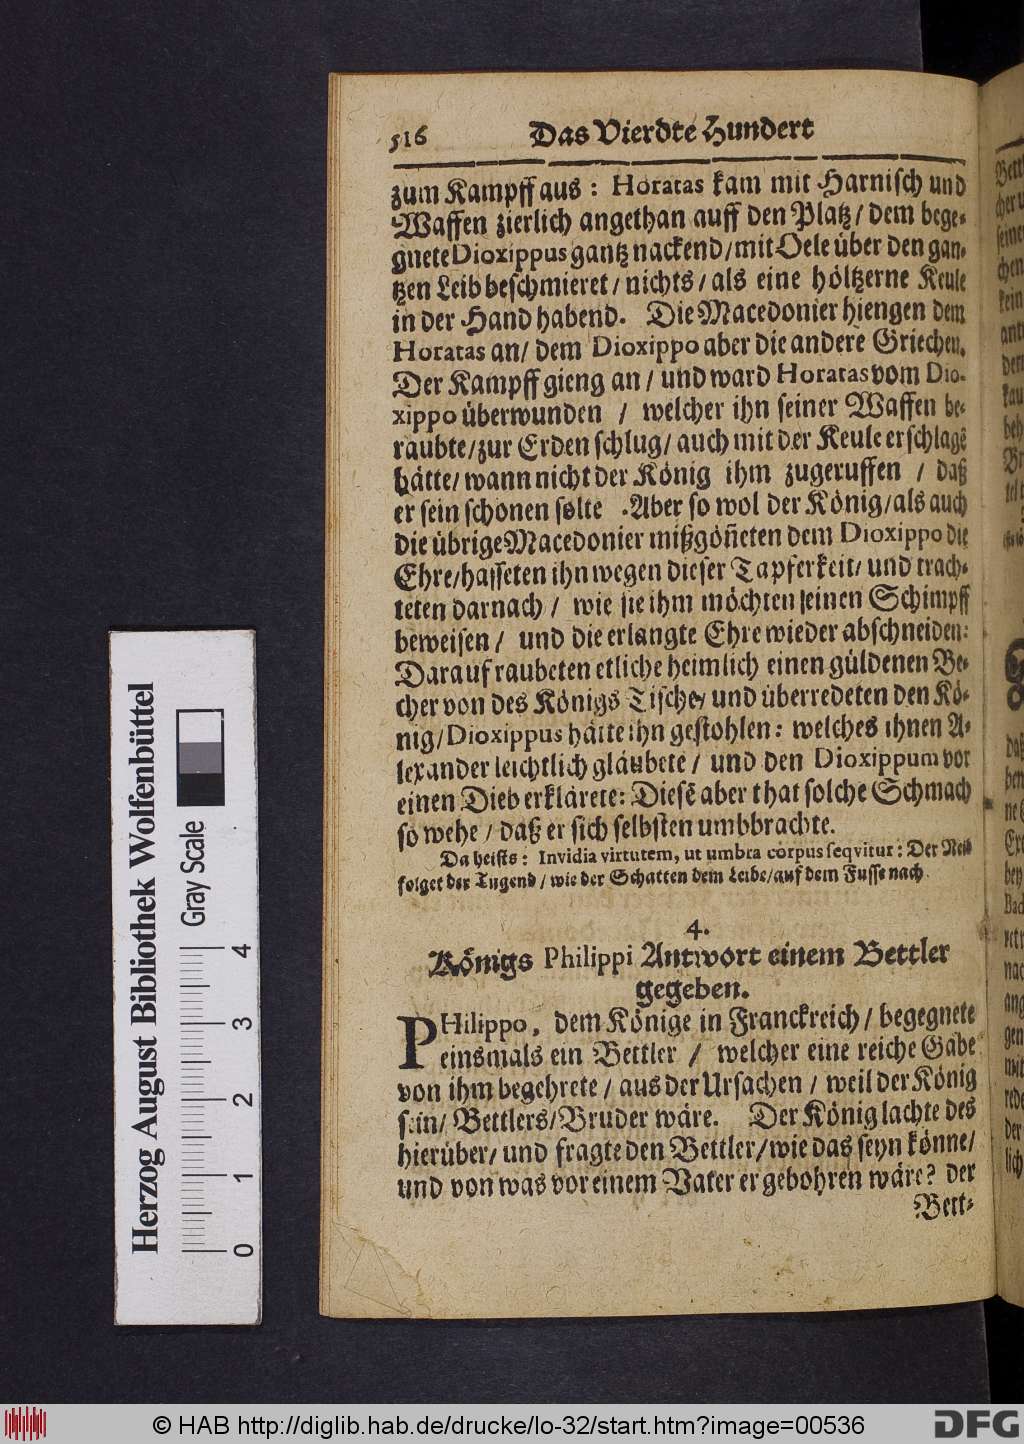 516 Das Vierdte Hundert
zum Kampff aus: Horatas kam mit Harnisch und
Waffen zierlich angethan auff den Platz/ dem bege-
gnete Dioxippus gantz nackend/ mit Oele über den gan-
tzen Leib beschmieret/ nichts/ als eine höltzerne Keule
in der Hand habend. Die Macedonier hiengen dem
Horatas an/ dem Dioxippo aber die andere Griechen.
Der Kampff gieng an/ und ward Horatas vom Dio-
xippo überwunden / welcher ihn seiner Waffen be-
raubte/ zur Erden schlug/ auch mit der Keule erschlagē
hätte/ wann nicht der König ihm zugeruffen / daß
er sein schonen solte . Aber so wol der König/ als auch
die übrige Macedonier mißgöñeten dem Dioxippo die
Ehre/ hasseten ihn wegen dieser Tapferkeit/ und trach-
teten darnach / wie sie ihm möchten seinen Schimpff
beweisen/ und die erlangte Ehre wieder abschneiden:
Darauf raubeten etliche heimlich einen güldenen Be-
cher von des Königs Tische/ und überredeten den Kö-
nig/ Dioxippus hätte ihn gestohlen: welches ihnen A-
lexander leichtlich gläubete/ und den Dioxippum vor
einen Dieb erklärete: Diesē aber that solche Schmach
so wehe / daß er sich selbsten umbbrachte.
Da heists: Invidia virtutem, ut umbra corpus seqvitur: Der Neid
folget der Tugend / wie der Schatten dem Leibe/ auf dem Fusse nach.
4.
Königs Philippi Antwort einem Bettler
gegeben.
PHilippo, dem Könige in Franckreich/ begegnete
einsmals ein Bettler / welcher eine reiche Gabe
von ihm begehrete / aus der Ursachen / weil der König
sein/ Bettlers/ Bruder wäre. Der König lachte des
hierüber/ und fragte den Bettler/ wie das seyn könne/
und von was vor einem Vater er gebohren wäre? der
Bett-
Herzog August Bibliothek Wolfenbüttel
Gray Scale
0 1 2 3 4
© HAB http://diglib.hab.de/drucke/lo-32/start.htm?image=00536
DFG